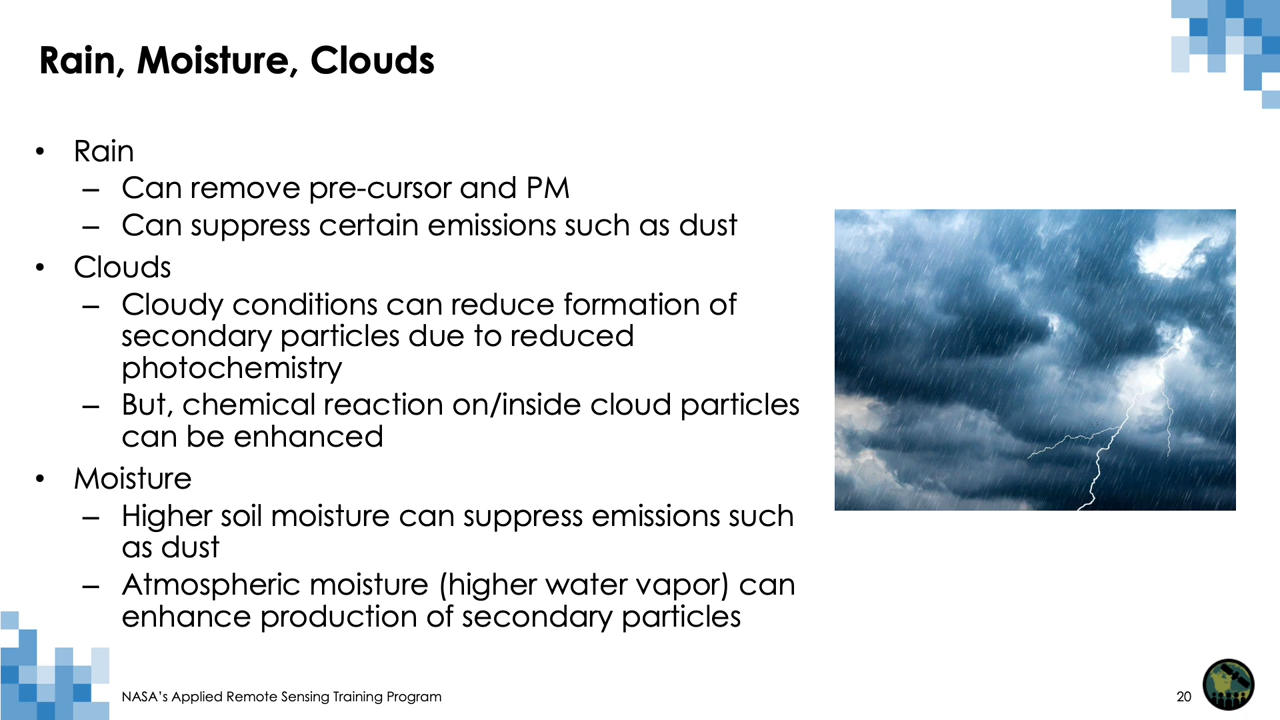 Rain, Moisture, Clouds
• Rain
– Can remove pre-cursor and PM
– Can suppress certain emissions such as dust
• Clouds
– Cloudy conditions can reduce formation of
secondary particles due to reduced
photochemistry
– But, chemical reaction on/inside cloud particles
can be enhanced
• Moisture
– Higher soil moisture can suppress emissions such
as dust
– Atmospheric moisture (higher water vapor) can
enhance production of secondary particles
NASA's Applied Remote Sensing Training Program
20